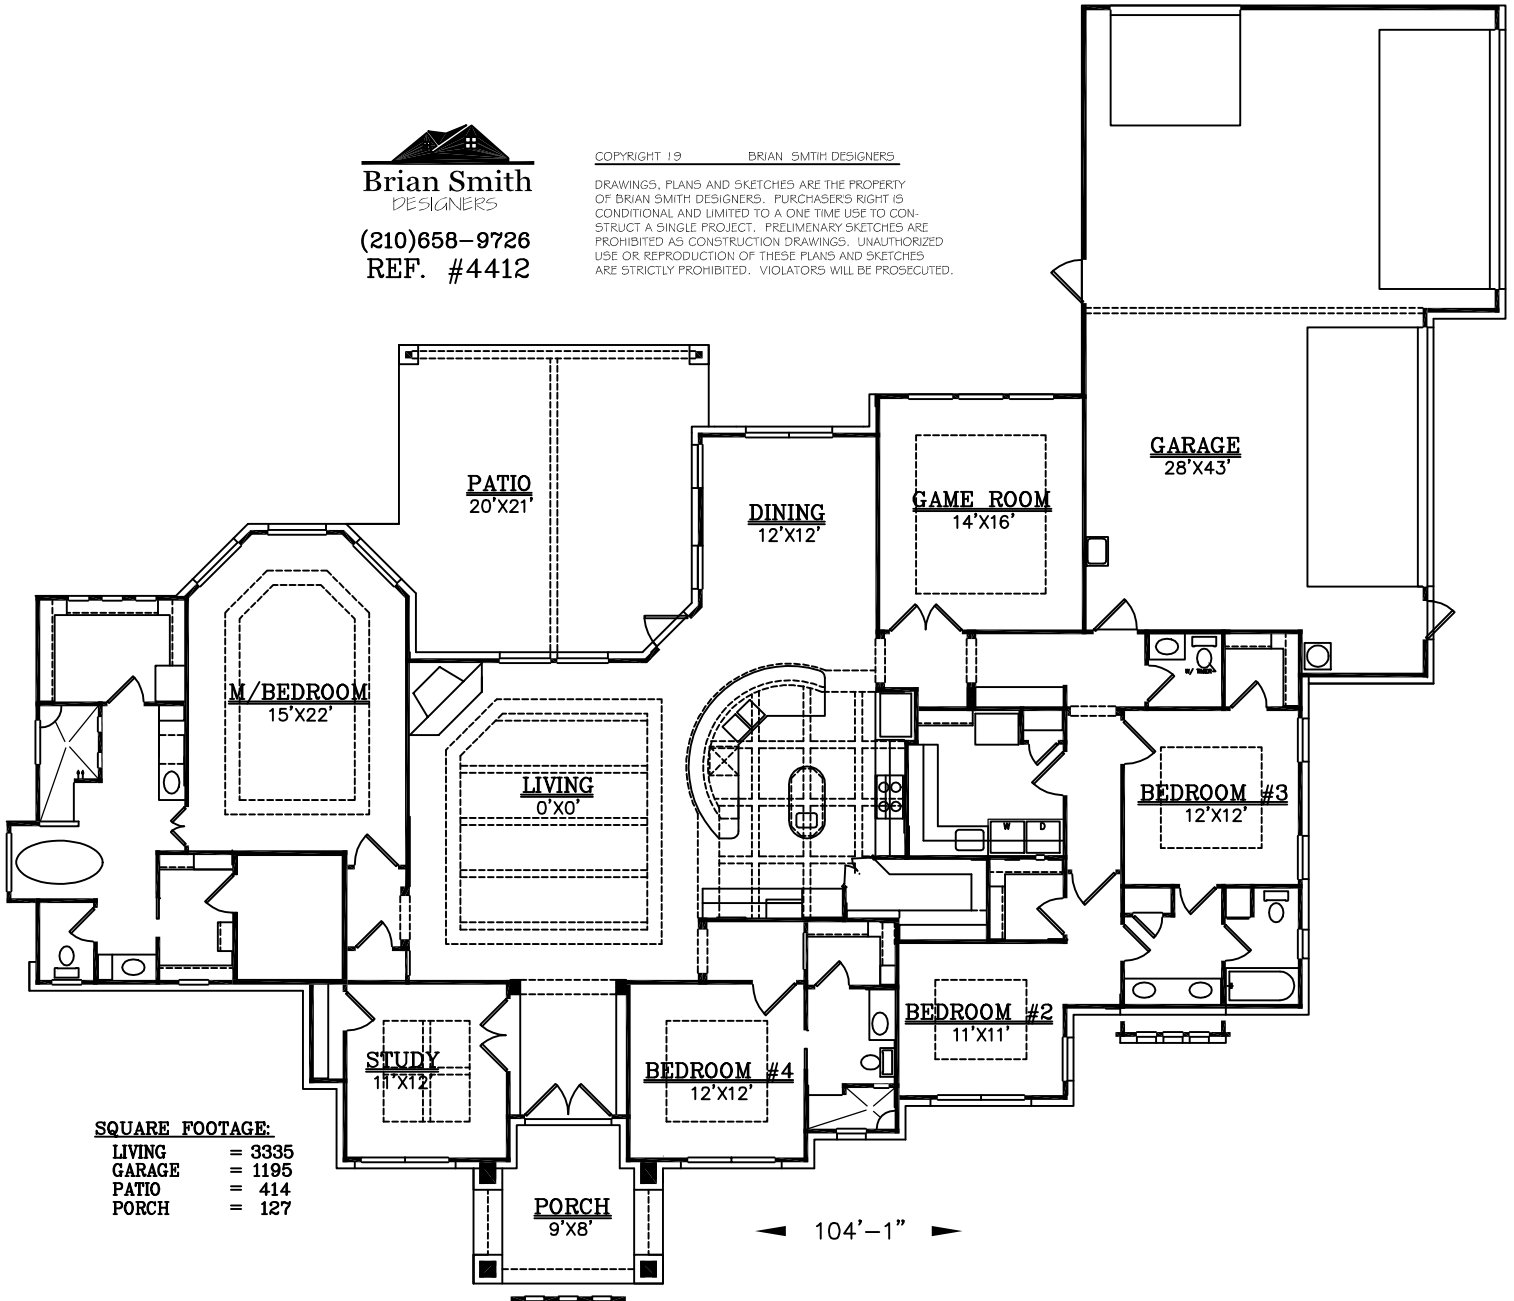 Brian Smith
DESIGNERS
(210)658-9726
REF. #4412
COPYRIGHT 19 BRIAN SMTIH DESIGNERS
DRAWINGS, PLANS AND SKETCHES ARE THE PROPERTY
OF BRIAN SMITH DESIGNERS. PURCHASER'S RIGHT IS
CONDITIONAL AND LIMITED TO A ONE TIME USE TO CON-
STRUCT A SINGLE PROJECT. PRELIMENARY SKETCHES ARE
PROHIBITED AS CONSTRUCTION DRAWINGS. UNAUTHORIZED
USE OR REPRODUCTION OF THESE PLANS AND SKETCHES
ARE STRICTLY PROHIBITED. VIOLATORS WILL BE PROSECUTED.
GARAGE
28'X43'
PATIO
20'X21'
DINING
12'X12'
GAME ROOM
14'X16'
M/BEDROOM
15'X22'
LIVING
0'X0'
BEDROOM #3
12'X12'
W D
BEDROOM #2
11'X11'
STUDY
11'X12'
BEDROOM #4
12'X12'
SQUARE FOOTAGE:
LIVING = 3335
GARAGE = 1195
PATIO = 414
PORCH = 127
PORCH
9'X8'
104'-1"